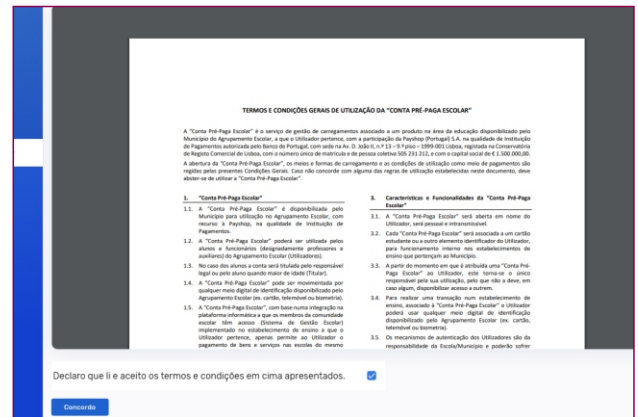 TERMOS E CONDIÇÕES GERAIS DE UTILIZAÇÃO DA "CONTA PRÉ-PAGA ESCOLAR"
A "Conta Pré-Paga Escolar" é o serviço de gestão de carregamentos associado a um produto na área da educação disponibilizado pelo
Município do Agrupamento Escolar, a que o Utilizador pertence, com a participação da Payshop (Portugal) S.A. na qualidade de Instituição
de Pagamentos autorizada pelo Banco de Portugal, com sede na Av. D. João II, n.º 13 – 9.º piso – 1999-001 Lisboa, registada na Conservatória
de Registo Comercial de Lisboa, com o número único de matrícula e de pessoa coletiva 505 231 212, e com o capital social de € 1.500.000,00.
A abertura da "Conta Pré-Paga Escolar", os meios e formas de carregamento e as condições de utilização como meio de pagamentos são
regidas pelas presentes Condições Gerais. Caso não concorde com alguma das regras de utilização estabelecidas neste documento, deve
abster-se de utilizar a "Conta Pré-Paga Escolar".
1. "Conta Pré-Paga Escolar"
1.1. A "Conta Pré-Paga Escolar" é disponibilizada pelo
Município para utilização no Agrupamento Escolar, com
recurso à Payshop, na qualidade de Instituição de
Pagamentos.
1.2. A "Conta Pré-Paga Escolar" poderá ser utilizada pelos
alunos e funcionários (designadamente professores e
auxiliares) do Agrupamento Escolar (Utilizadores).
1.3. No caso dos alunos a conta será titulada pelo responsável
legal ou pelo aluno quando maior de idade (Titular).
1.4. A "Conta Pré-Paga Escolar" pode ser movimentada por
qualquer meio digital de identificação disponibilizado pelo
Agrupamento Escolar (ex. cartão, telemóvel ou biometria).
1.5. A "Conta Pré-Paga Escolar", com base numa integração na
plataforma informática a que os membros da comunidade
escolar têm acesso (Sistema de Gestão Escolar)
implementado no estabelecimento de ensino a que o
Utilizador pertence, apenas permite ao Utilizador o
pagamento de bens e serviços nas escolas do mesmo
3. Características e Funcionalidades da "Conta Pré-Paga
Escolar"
3.1. A "Conta Pré-Paga Escolar" será aberta em nome do
Utilizador, será pessoal e intransmissível.
3.2. Cada "Conta Pré-Paga Escolar" será associada a um cartão
estudante ou a outro elemento identificador do Utilizador,
para funcionamento interno nos estabelecimentos de
ensino que pertençam ao Município.
3.3. A partir do momento em que é atribuída uma "Conta Pré-
Paga Escolar" ao Utilizador, este torna-se o único
responsável pela sua utilização, pelo que não a deve, em
caso algum, disponibilizar acesso a outrem.
3.4. Para realizar uma transação num estabelecimento de
ensino, associado à "Conta Pré-Paga Escolar" o Utilizador
poderá usar qualquer meio digital de identificação
disponibilizado pelo Agrupamento Escolar (ex. cartão,
telemóvel ou biometria).
3.5. Os mecanismos de autenticação dos Utilizadores são da
responsabilidade da Escola/Município e poderão sofrer
Declaro que li e aceito os termos e condições em cima apresentados.
Concordo